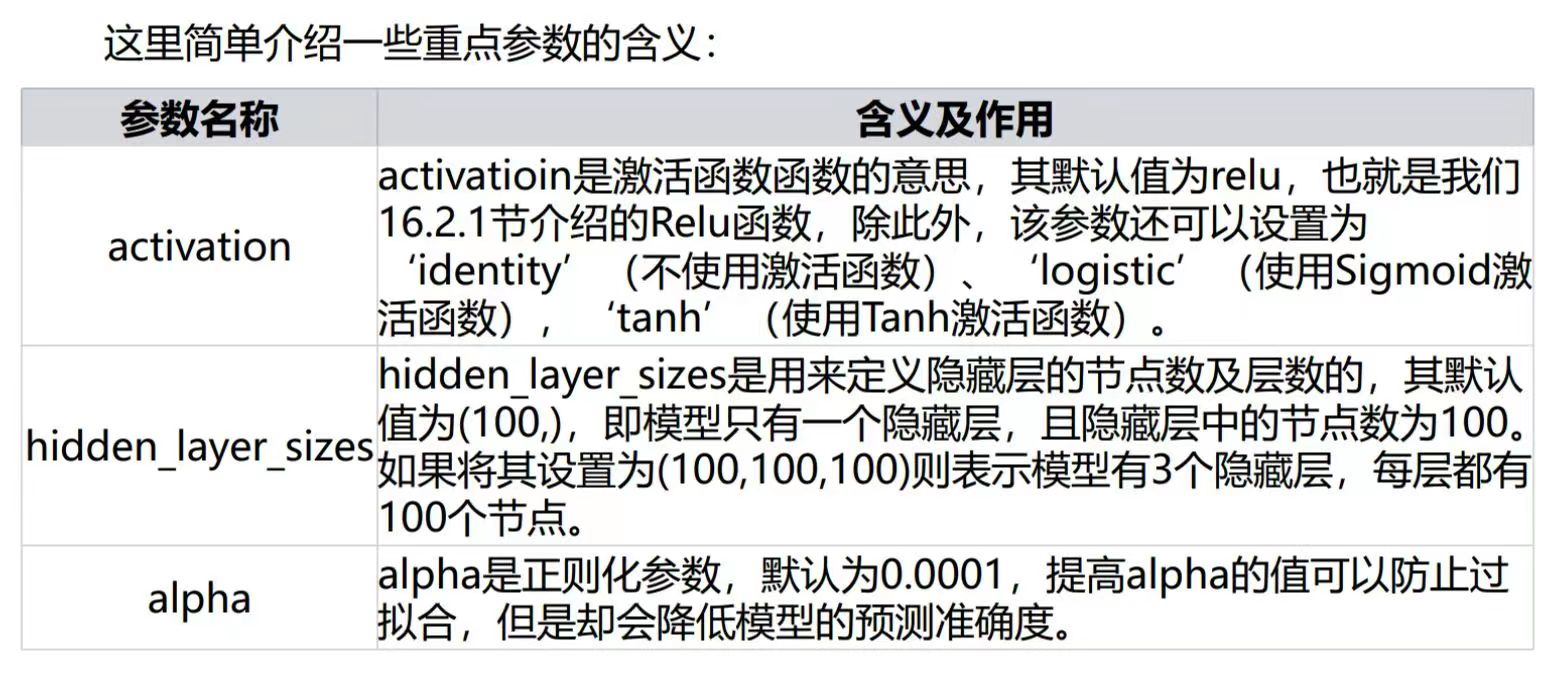 这里简单介绍一些重点参数的含义：
参数名称
含义及作用
activation
activatioin是激活函数函数的意思，其默认值为relu，也就是我们
16.2.1节介绍的Relu函数，除此外，该参数还可以设置为
‘identity’（不使用激活函数）、‘logistic’（使用Sigmoid激
活函数），‘tanh’（使用Tanh激活函数）。
hidden_layer_sizes
hidden_layer_sizes是用来定义隐藏层的节点数及层数的，其默认
值为(100,)，即模型只有一个隐藏层，且隐藏层中的节点数为100。
如果将其设置为(100,100,100)则表示模型有3个隐藏层，每层都有
100个节点。
alpha
alpha是正则化参数，默认为0.0001，提高alpha的值可以防止过
拟合，但是却会降低模型的预测准确度。